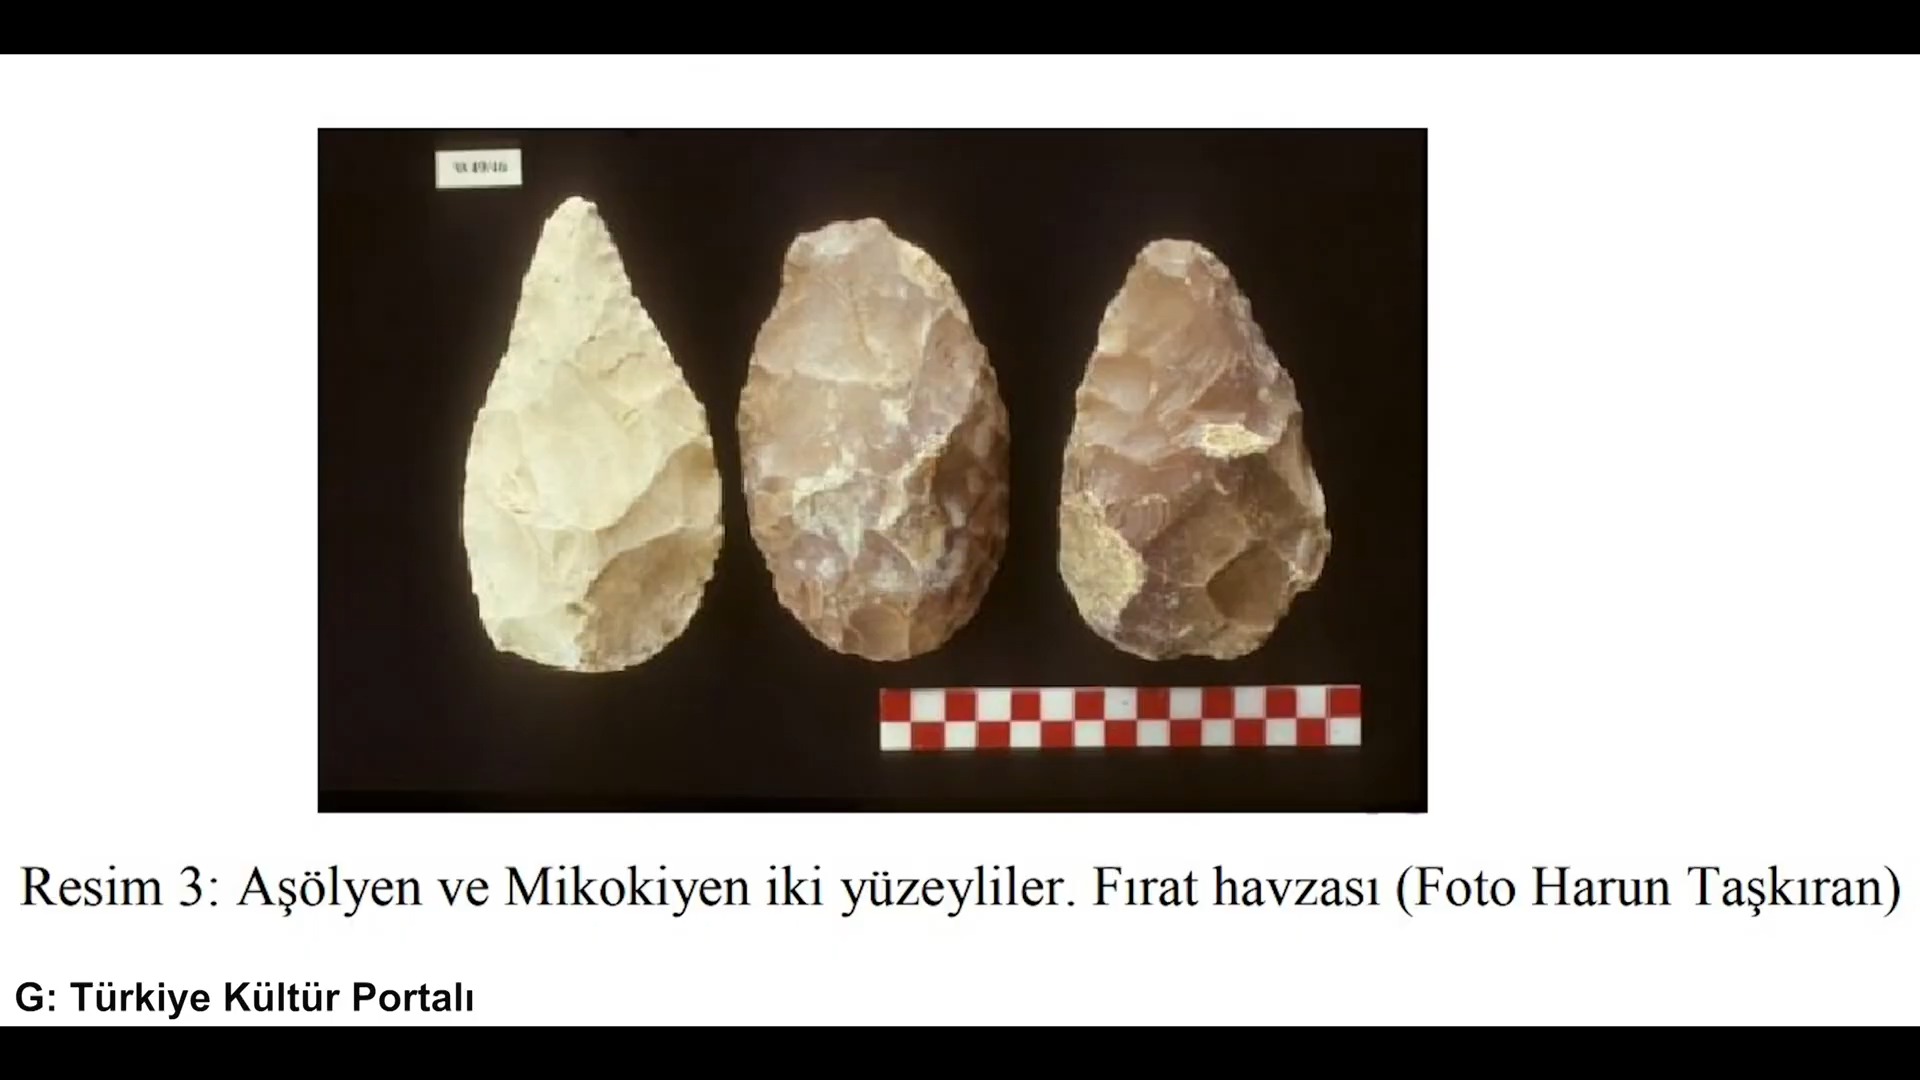 Resim 3: Aşölyen ve Mikokiyen iki yüzeyliler. Fırat havzası (Foto Harun Taşkıran)
G: Türkiye Kültür Portalı